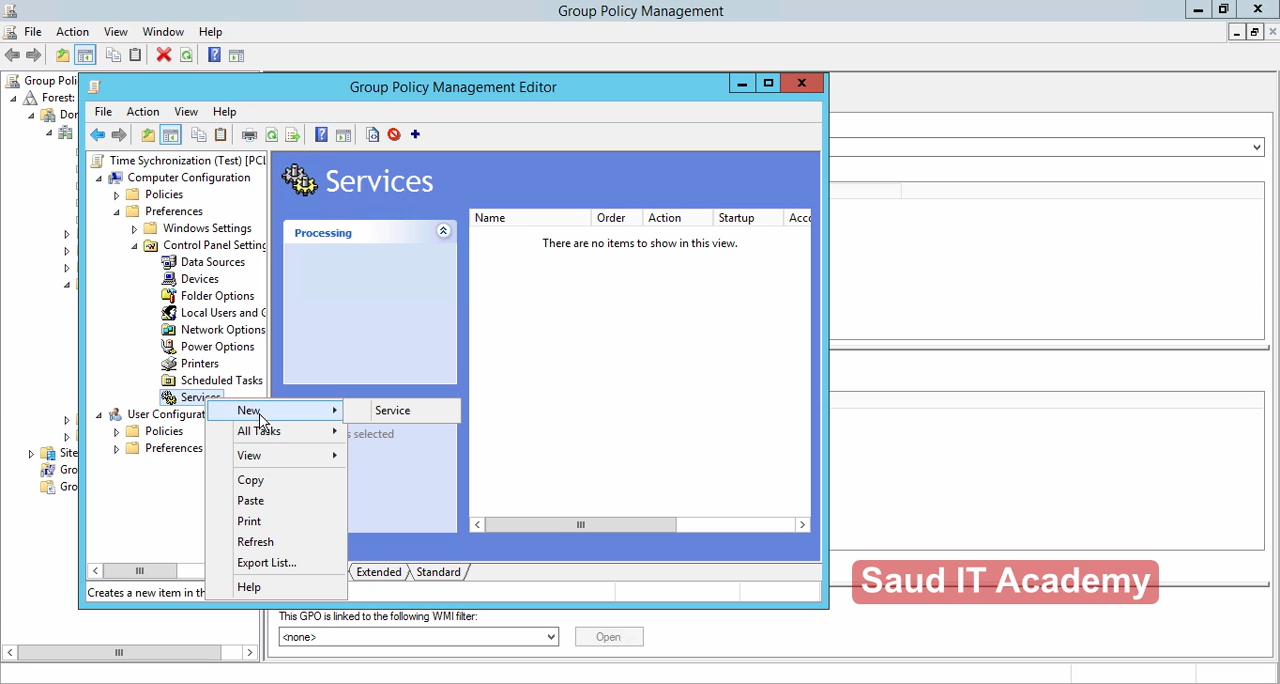 Group Policy Management
File Action View Window Help
Group Poli
Forest:
Dor
Site
Gro
Gro
Group Policy Management Editor
File Action View Help
Time Sychronization (Test) [PCI
Computer Configuration
Policies
Preferences
Windows Settings
Control Panel Setting
Data Sources
Devices
Folder Options
Local Users and G
Network Options
Power Options
Printers
Scheduled Tasks
Services
User Configurat
Policies
Preferences
Services
Processing
Name Order Action Startup Acco
There are no items to show in this view.
s selected
New
Service
All Tasks
View
Copy
Paste
Print
Refresh
Export List...
Help
Extended Standard
Creates a new item in th
This GPO is linked to the following WMI filter:
<none> Open
Saud IT Academy